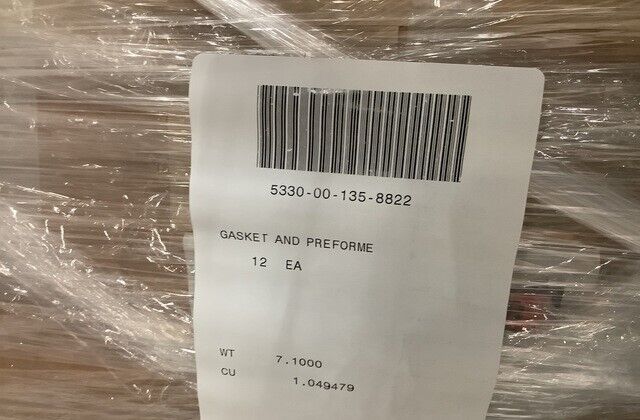 5330-00-135-8822
GASKET AND PREFORME
12 EA
WT 7.1000
CU 1.049479